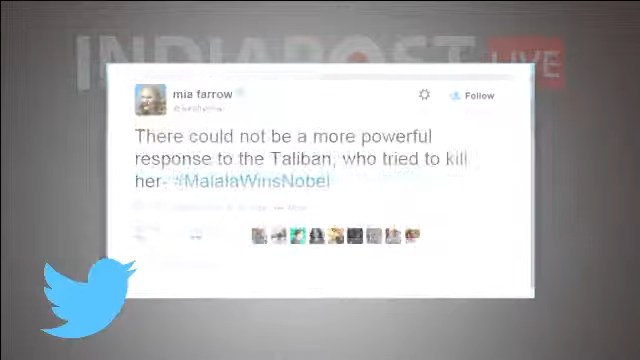 INDIAPOST LIVE
mia farrow
Follow
There could not be a more powerful
response to the Taliban, who tried to kill
her- #MalalaWinsNobel